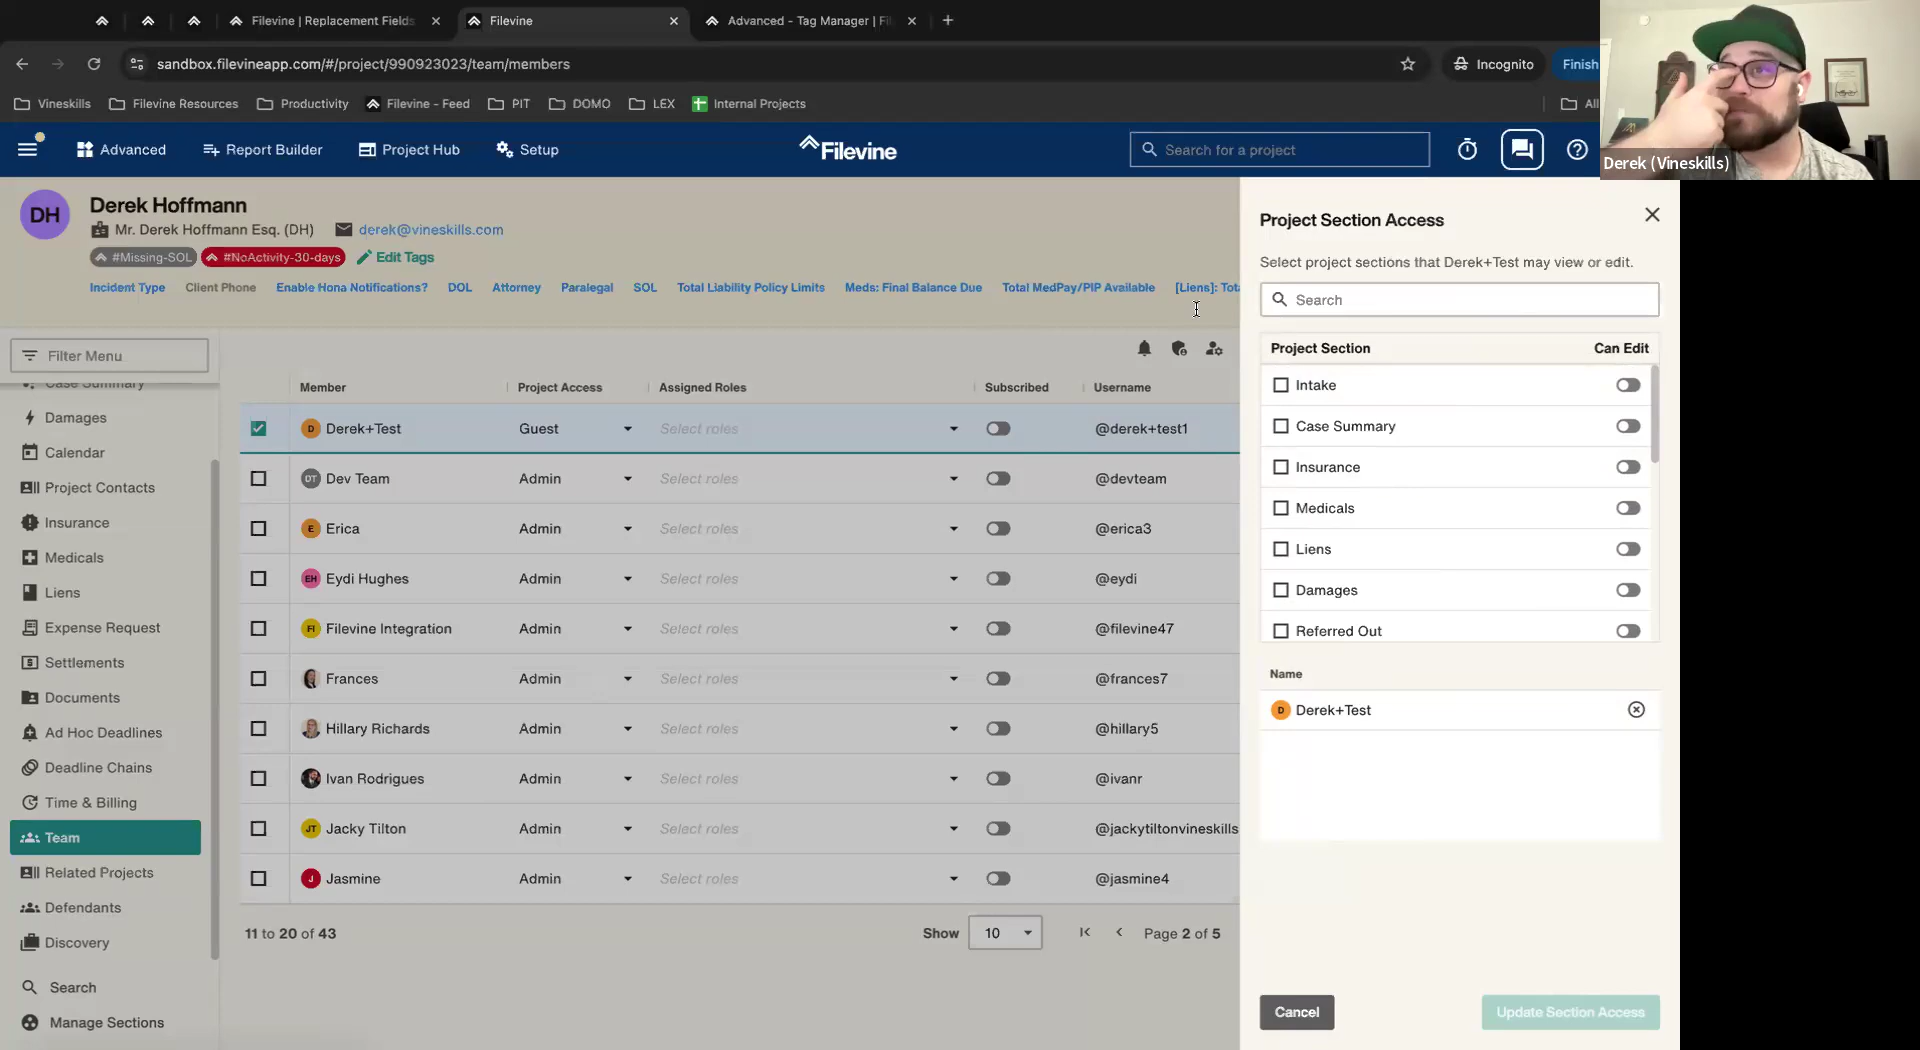 Filevine | Replacement Fields
Filevine
Advanced - Tag Manager | Fil
sandbox.filevineapp.com/#/project/990923023/team/members
Incognito
Finish
Vineskills
Filevine Resources
Productivity
Filevine - Feed
PIT
DOMO
LEX
Internal Projects
All
Derek (Vineskills)
Advanced
Report Builder
Project Hub
Setup
Filevine
Search for a project
DH
Derek Hoffmann
Mr. Derek Hoffmann Esq. (DH)
derek@vineskills.com
#Missing-SOL
#NoActivity-30-days
Edit Tags
Incident Type
Client Phone
Enable Hona Notifications?
DOL
Attorney
Paralegal
SOL
Total Liability Policy Limits
Meds: Final Balance Due
Total MedPay/PIP Available
[Liens]: Tota
Filter Menu
Case Summary
Damages
Calendar
Project Contacts
Insurance
Medicals
Liens
Expense Request
Settlements
Documents
Ad Hoc Deadlines
Deadline Chains
Time & Billing
Team
Related Projects
Defendants
Discovery
Search
Manage Sections
Member Project Access Assigned Roles Subscribed Username
D Derek+Test Guest Select roles @derek+test1
DT Dev Team Admin Select roles @devteam
E Erica Admin Select roles @erica3
EH Eydi Hughes Admin Select roles @eydi
FI Filevine Integration Admin Select roles @filevine47
Frances Admin Select roles @frances7
Hillary Richards Admin Select roles @hillary5
Ivan Rodrigues Admin Select roles @ivanr
JT Jacky Tilton Admin Select roles @jackytiltonvineskills
J Jasmine Admin Select roles @jasmine4
11 to 20 of 43
Show 10
Page 2 of 5
Project Section Access
Select project sections that Derek+Test may view or edit.
Search
Project Section Can Edit
Intake
Case Summary
Insurance
Medicals
Liens
Damages
Referred Out
Name
D Derek+Test
Cancel
Update Section Access